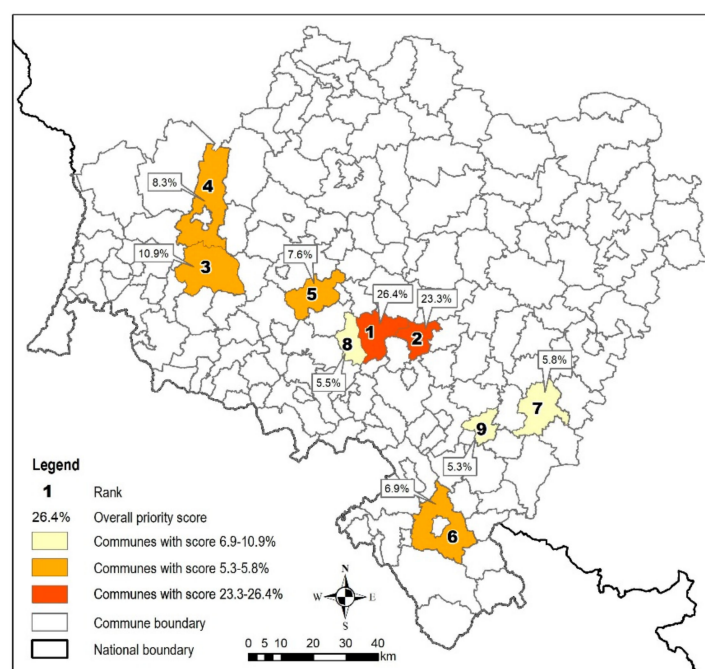 4
8.3%
10.9%
3
7.6%
5
26.4%
23.3%
1
2
8
5.5%
5.8%
7
9
5.3%
6.9%
6
Legend
1 Rank
26.4% Overall priority score
Communes with score 6.9-10.9%
Communes with score 5.3-5.8%
Communes with score 23.3-26.4%
Commune boundary
National boundary
N
W E
S
0 5 10 20 30 40
km